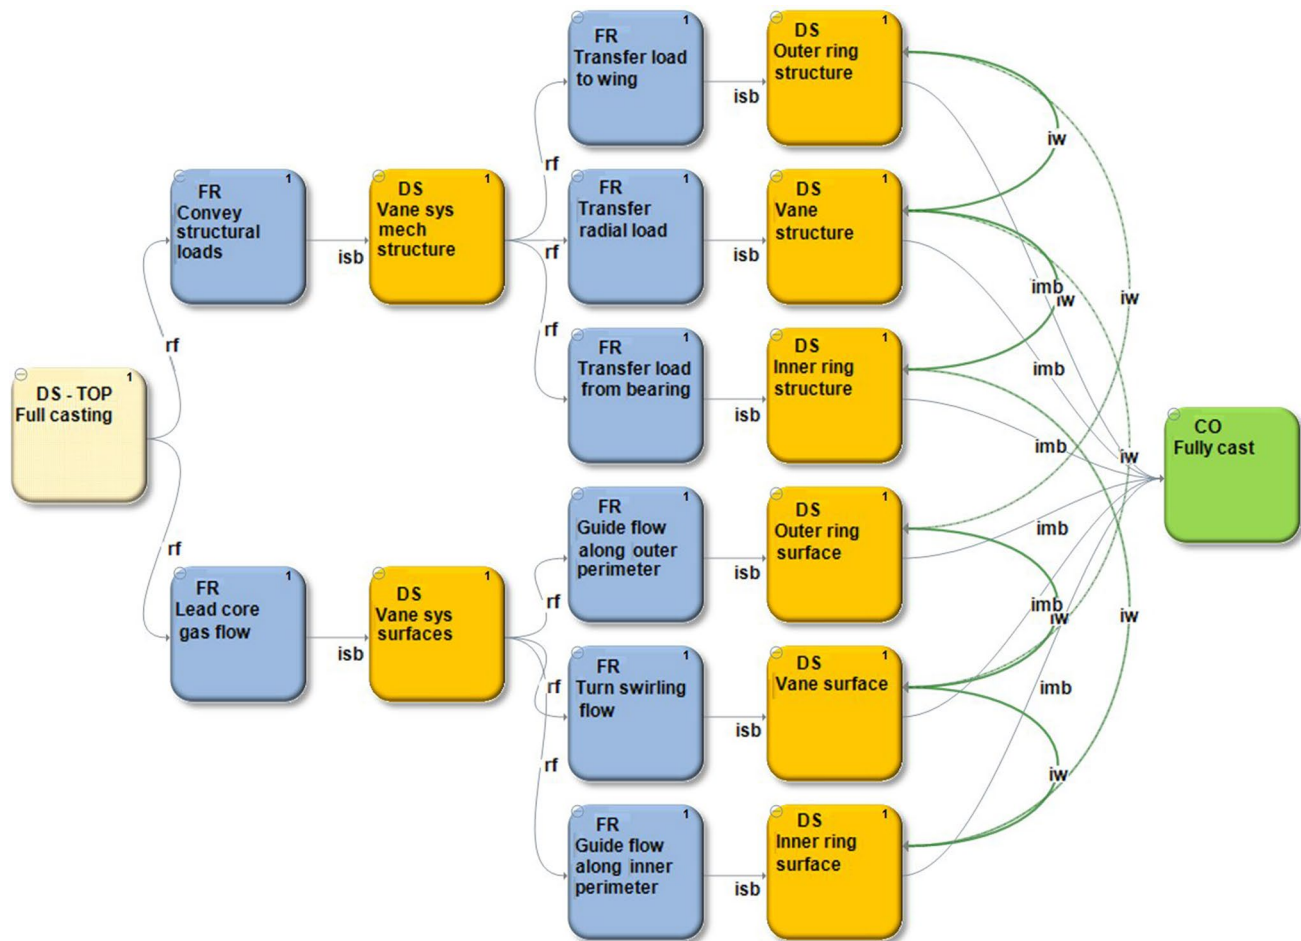 FR 1
Transfer load
to wing
isb
DS 1
Outer ring
structure
iw
rf
FR 1
Convey
structural
loads
isb
DS 1
Vane sys
mech
structure
rf
FR 1
Transfer
radial load
isb
DS 1
Vane
structure
imb
iw
iw
rf
rf
FR 1
Transfer load
from bearing
isb
DS 1
Inner ring
structure
imb
imb
iw
DS - TOP 1
Full casting
CO
Fully cast
rf
FR 1
Guide flow
along outer
perimeter
isb
DS 1
Outer ring
surface
imb
FR 1
Lead core
gas flow
isb
DS 1
Vane sys
surfaces
rf
imb
iw
iw
rf
FR 1
Turn swirling
flow
isb
DS 1
Vane surface
imb
rf
iw
FR 1
Guide flow
along inner
perimeter
isb
DS 1
Inner ring
surface